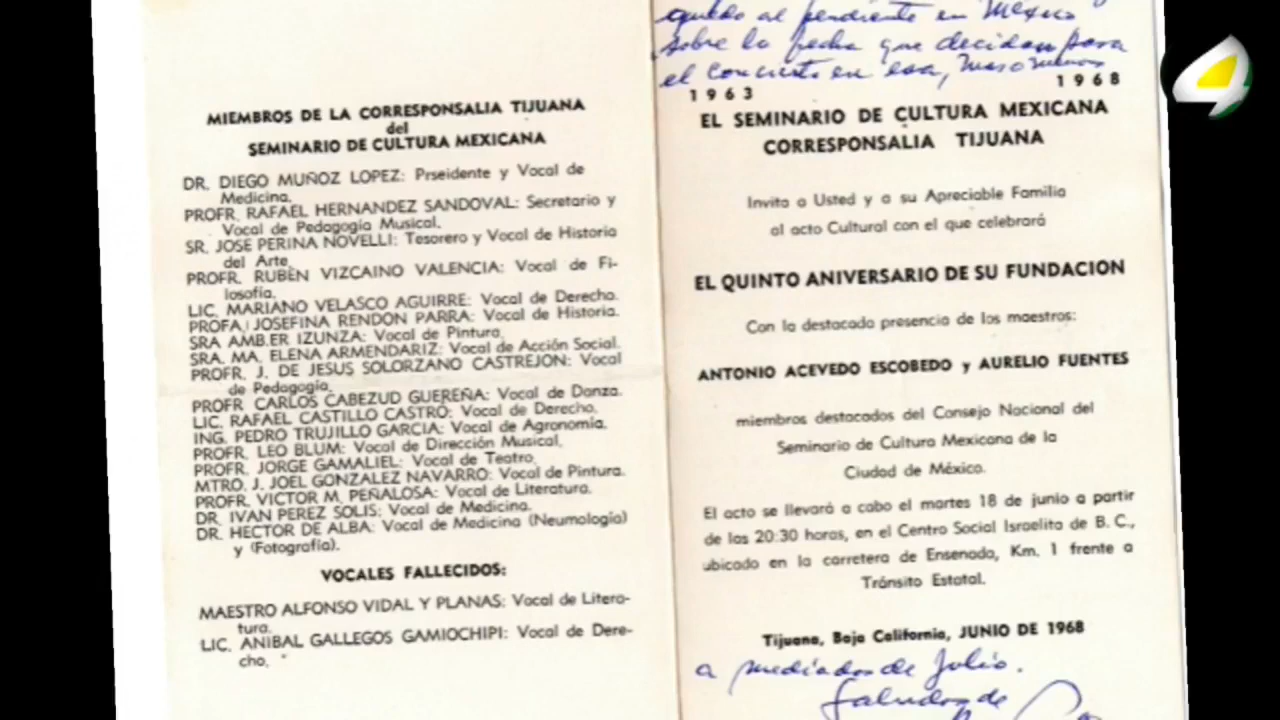 MIEMBROS DE LA CORRESPONSALIA TIJUANA
del
SEMINARIO DE CULTURA MEXICANA
DR. DIEGO MUÑOZ LOPEZ: Prseidente y Vocal de
Medicina.
PROFR. RAFAEL HERNANDEZ SANDOVAL: Secretario y
Vocal de Pedagogía Musical.
SR. JOSE PERINA NOVELLI: Tesorero y Vocal de Historia
del Arte.
PROFR. RUBEN VIZCAINO VALENCIA: Vocal de Fi-
losofía.
LIC. MARIANO VELASCO AGUIRRE: Vocal de Derecho.
PROFA. JOSEFINA RENDON PARRA: Vocal de Historia.
SRA AMB.ER IZUNZA: Vocal de Pintura.
SRA. MA. ELENA ARMENDARIZ: Vocal de Acción Social.
PROFR. J. DE JESUS SOLORZANO CASTREJON: Vocal
de Pedagogía.
PROFR CARLOS CABEZUD GUEREÑA: Vocal de Danza.
LIC. RAFAEL CASTILLO CASTRO: Vocal de Derecho.
ING. PEDRO TRUJILLO GARCIA: Vocal de Agronomía.
PROFR. LEO BLUM: Vocal de Dirección Musical.
PROFR. JORGE GAMALIEL: Vocal de Teatro.
MTRO. J. JOEL GONZALEZ NAVARRO: Vocal de Pintura.
PROFR. VICTOR M. PEÑALOSA: Vocal de Literatura.
DR. IVAN PEREZ SOLIS: Vocal de Medicina.
DR. HECTOR DE ALBA: Vocal de Medicina (Neumología)
y (Fotografía).
VOCALES FALLECIDOS:
MAESTRO ALFONSO VIDAL Y PLANAS: Vocal de Litera-
tura.
LIC. ANIBAL GALLEGOS GAMIOCHIPI: Vocal de Dere-
cho.
quedo al pendiente en México
sobre la fecha que decidan para
el concierto en esa, mas o menos
1963 1968
EL SEMINARIO DE CULTURA MEXICANA
CORRESPONSALIA TIJUANA
Invita a Usted y a su Apreciable Familia
al acto Cultural con el que celebrará
EL QUINTO ANIVERSARIO DE SU FUNDACION
Con la destacada presencia de los maestros:
ANTONIO ACEVEDO ESCOBEDO y AURELIO FUENTES
miembros destacados del Consejo Nacional del
Seminario de Cultura Mexicana de la
Ciudad de México.
El acto se llevará a cabo el martes 18 de junio a partir
de las 20:30 horas, en el Centro Social Israelita de B. C.,
ubicado en la carretera de Ensenada, Km. 1 frente a
Tránsito Estatal.
Tijuana, Baja California, JUNIO DE 1968
a mediados de Julio.
Saludos de
4